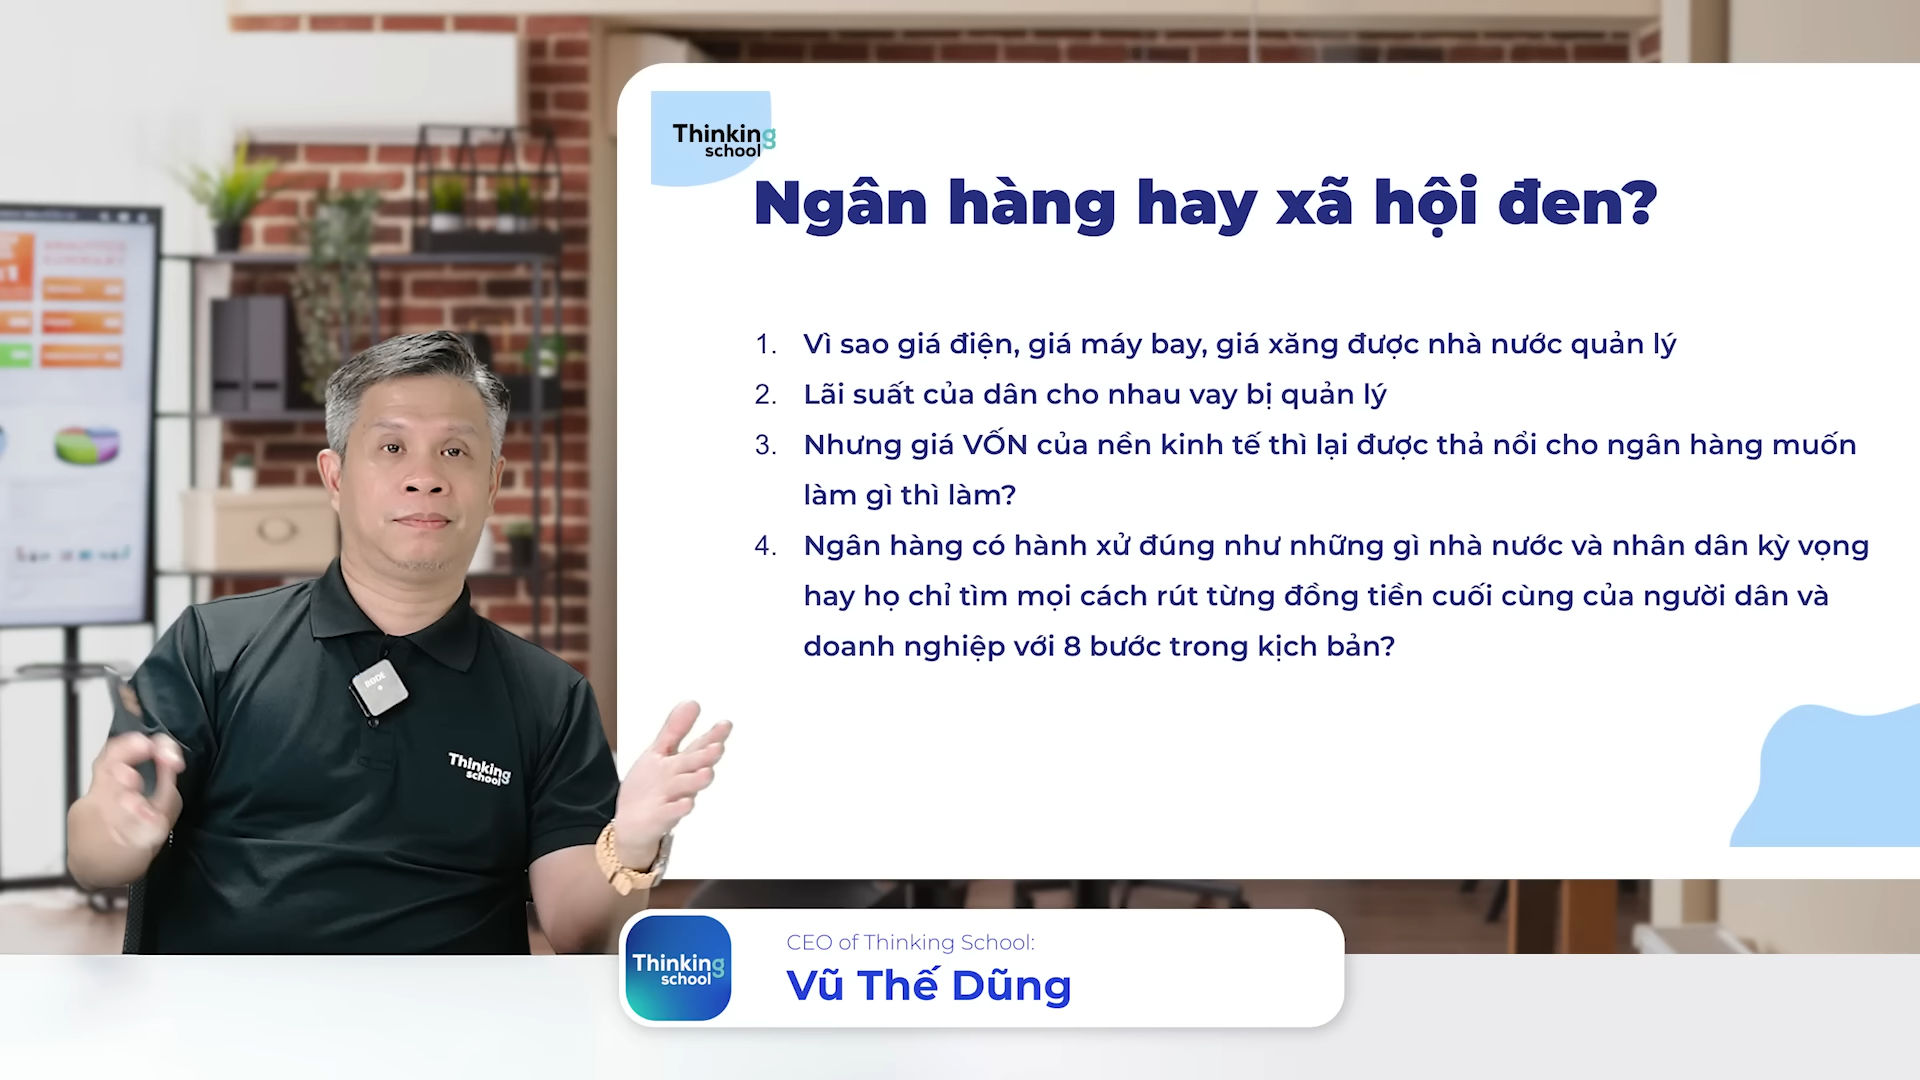 Thinking
school
Ngân hàng hay xã hội đen?
1. Vì sao giá điện, giá máy bay, giá xăng được nhà nước quản lý
2. Lãi suất của dân cho nhau vay bị quản lý
3. Nhưng giá VỐN của nền kinh tế thì lại được thả nổi cho ngân hàng muốn
làm gì thì làm?
4. Ngân hàng có hành xử đúng như những gì nhà nước và nhân dân kỳ vọng
hay họ chỉ tìm mọi cách rút từng đồng tiền cuối cùng của người dân và
doanh nghiệp với 8 bước trong kịch bản?
RØDE
Thinking
school
Thinking
school
CEO of Thinking School:
Vũ Thế Dũng